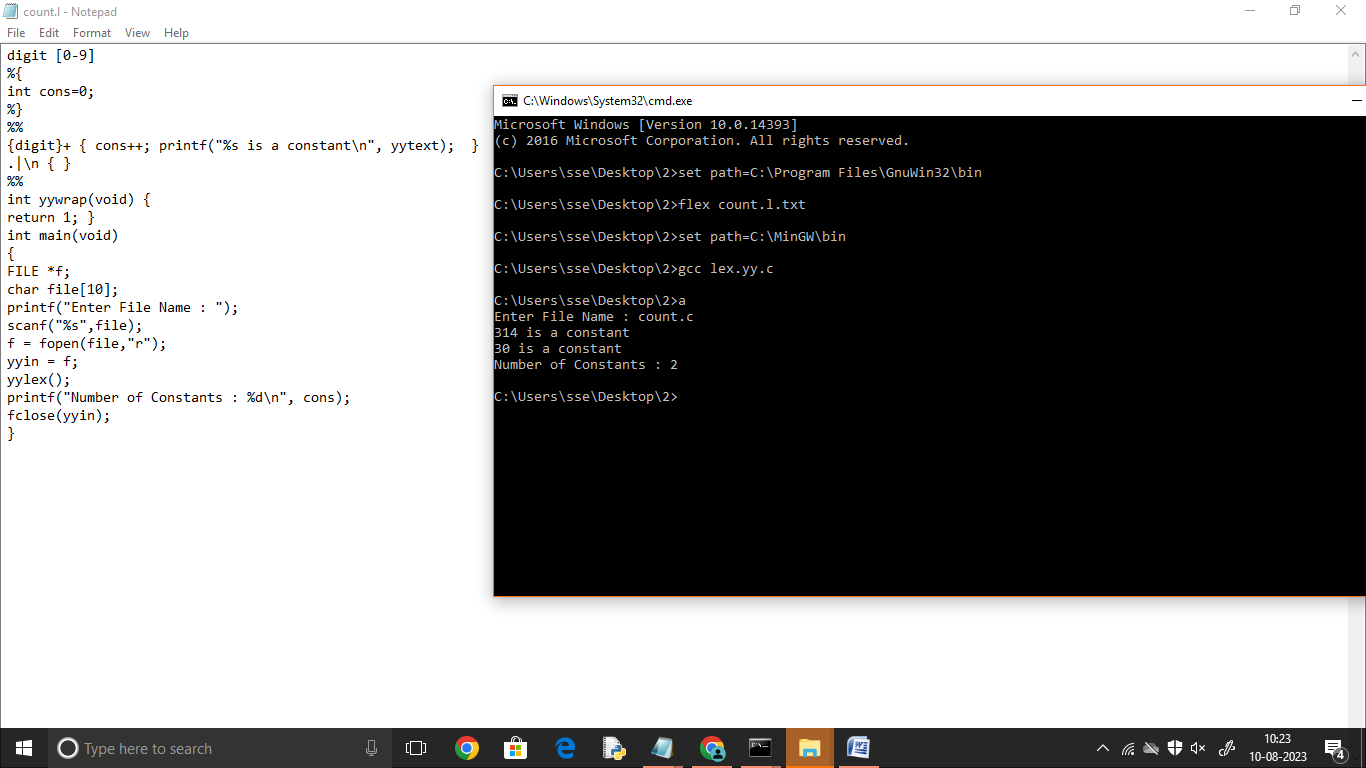 count.l - Notepad
File Edit Format View Help
digit [0-9]
%{
int cons=0;
%}
%%
{digit}+ { cons++; printf("%s is a constant\n", yytext);  }
.|\n { }
%%
int yywrap(void) {
return 1; }
int main(void)
{
FILE *f;
char file[10];
printf("Enter File Name : ");
scanf("%s",file);
f = fopen(file,"r");
yyin = f;
yylex();
printf("Number of Constants : %d\n", cons);
fclose(yyin);
}
C:\Windows\System32\cmd.exe
Microsoft Windows [Version 10.0.14393]
(c) 2016 Microsoft Corporation. All rights reserved.
C:\Users\sse\Desktop\2>set path=C:\Program Files\GnuWin32\bin
C:\Users\sse\Desktop\2>flex count.l.txt
C:\Users\sse\Desktop\2>set path=C:\MinGW\bin
C:\Users\sse\Desktop\2>gcc lex.yy.c
C:\Users\sse\Desktop\2>a
Enter File Name : count.c
314 is a constant
30 is a constant
Number of Constants : 2
C:\Users\sse\Desktop\2>
Type here to search
10:23
10-08-2023
4